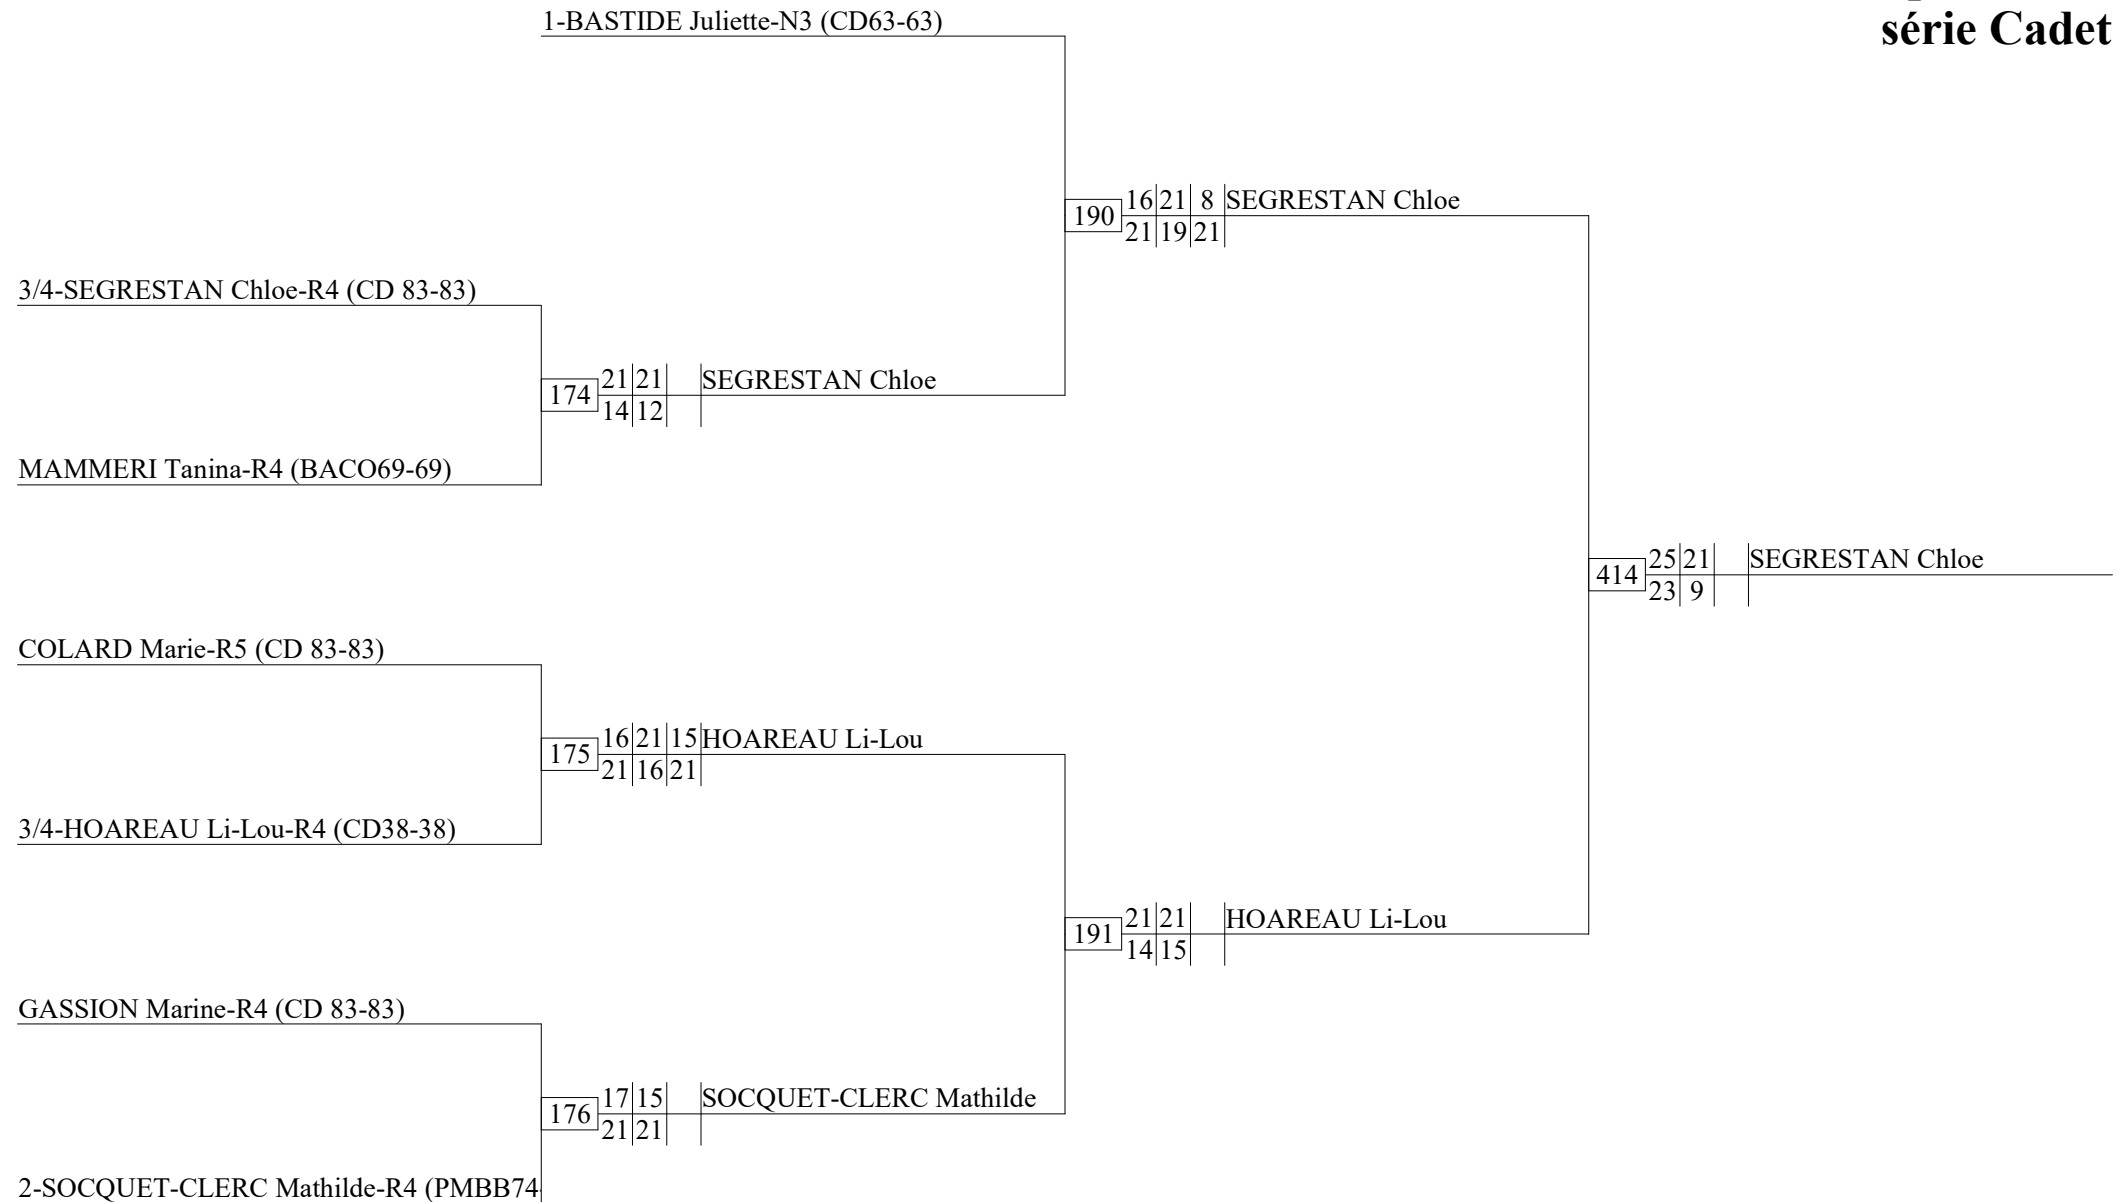 1-BASTIDE Juliette-N3 (CD63-63)
série Cadet
190
16 21 8 SEGRESTAN Chloe
21 19 21
3/4-SEGRESTAN Chloe-R4 (CD 83-83)
174
21 21 SEGRESTAN Chloe
14 12
MAMMERI Tanina-R4 (BACO69-69)
414
25 21 SEGRESTAN Chloe
23 9
COLARD Marie-R5 (CD 83-83)
175
16 21 15 HOAREAU Li-Lou
21 16 21
3/4-HOAREAU Li-Lou-R4 (CD38-38)
191
21 21 HOAREAU Li-Lou
14 15
GASSION Marine-R4 (CD 83-83)
176
17 15 SOCQUET-CLERC Mathilde
21 21
2-SOCQUET-CLERC Mathilde-R4 (PMBB74-